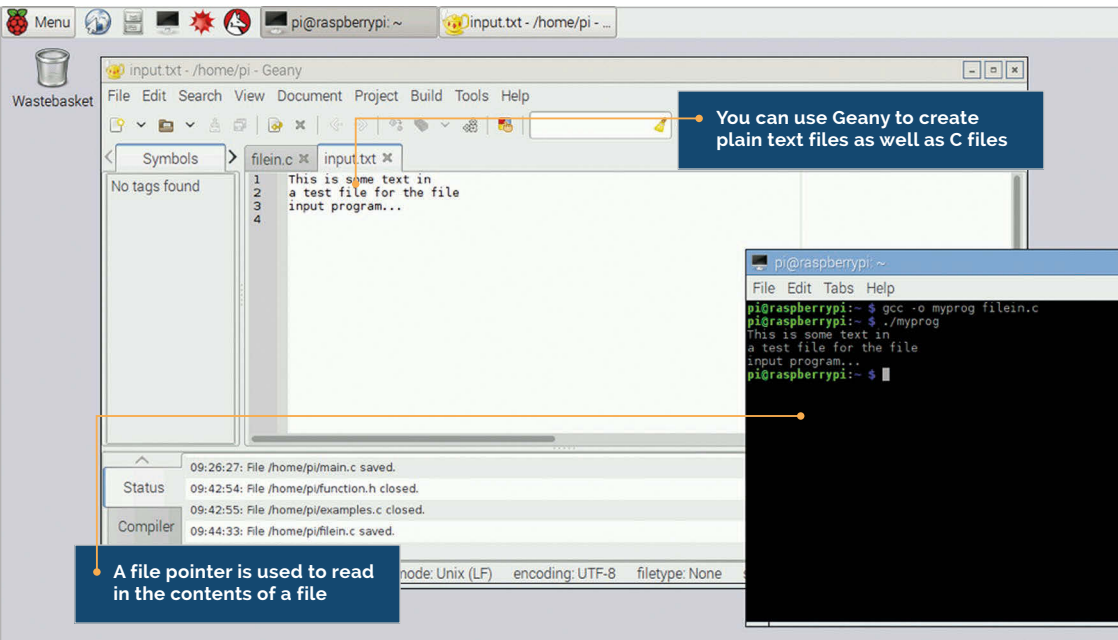 Menu
pi@raspberrypi: ~
input.txt - /home/pi - ...
Wastebasket
input.txt - /home/pi - Geany
File Edit Search View Document Project Build Tools Help
You can use Geany to create
plain text files as well as C files
Symbols
filein.c
input.txt
No tags found
1 This is some text in
2 a test file for the file
3 input program...
4
pi@raspberrypi: ~
File Edit Tabs Help
pi@raspberrypi:~ $ gcc -o myprog filein.c
pi@raspberrypi:~ $ ./myprog
This is some text in
a test file for the file
input program...
pi@raspberrypi:~ $
Status
Compiler
09:26:27: File /home/pi/main.c saved.
09:42:54: File /home/pi/function.h closed.
09:42:55: File /home/pi/examples.c closed.
09:44:33: File /home/pi/filein.c saved.
A file pointer is used to read
in the contents of a file
mode: Unix (LF) encoding: UTF-8 filetype: None